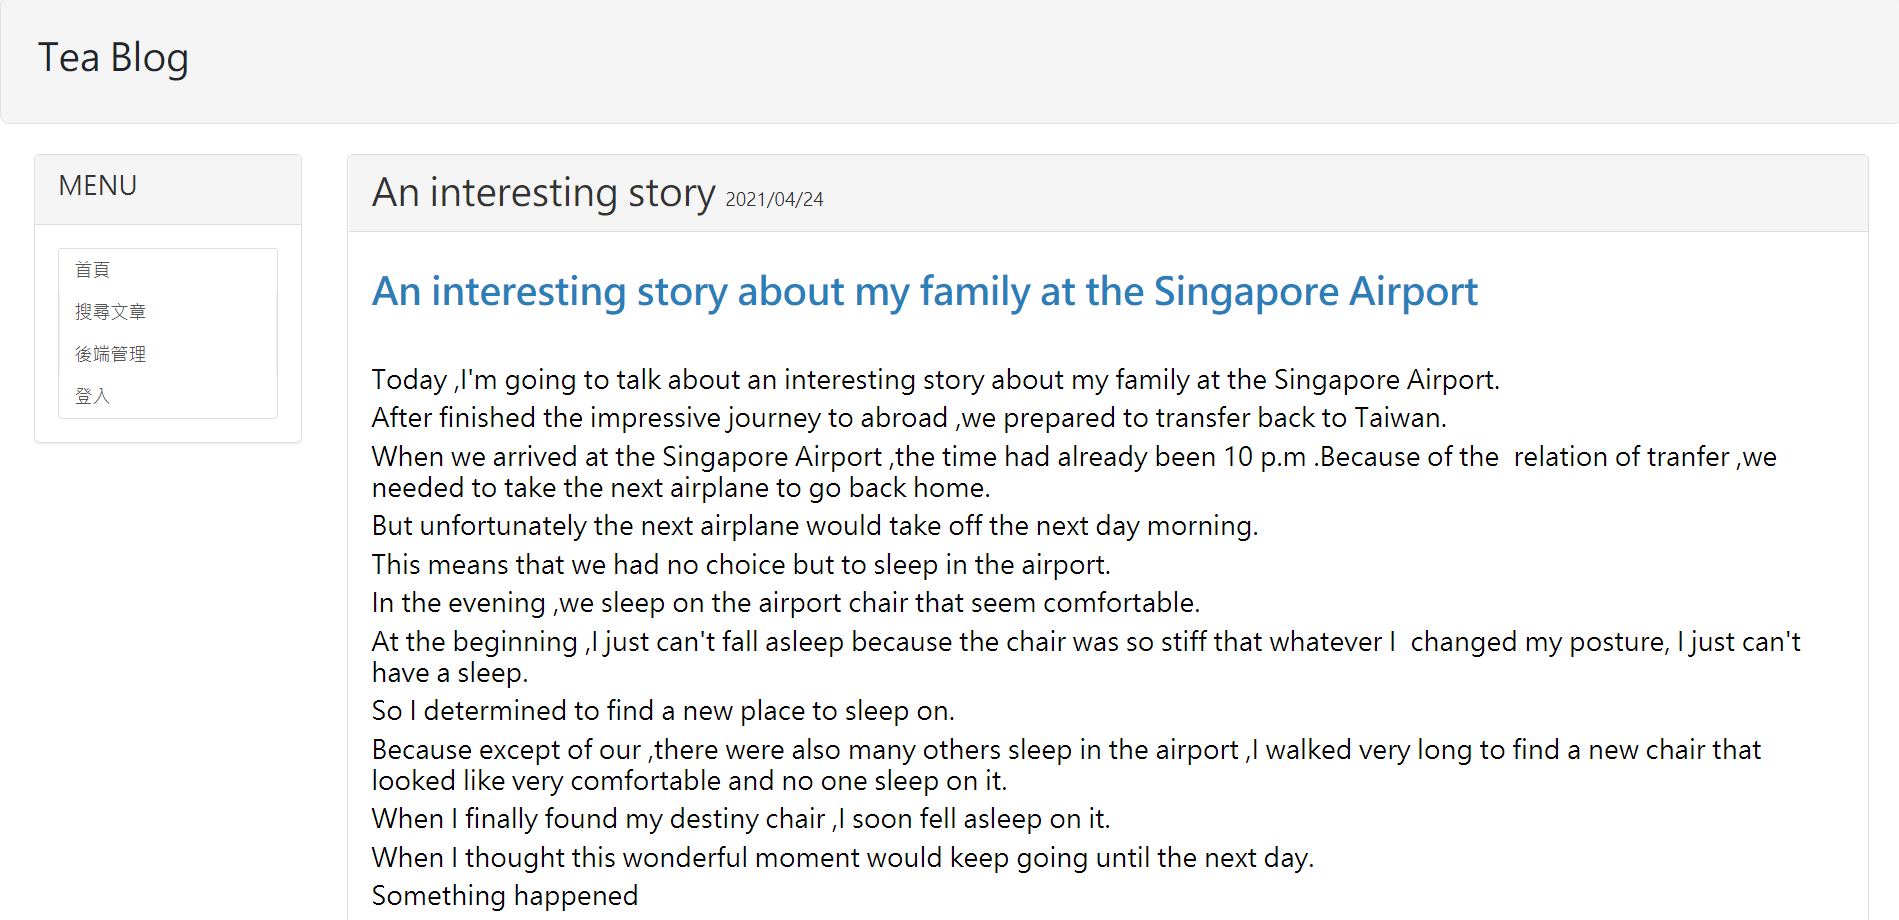 Tea Blog
MENU
首頁
搜尋文章
後端管理
登入
An interesting story 2021/04/24
An interesting story about my family at the Singapore Airport
Today ,I'm going to talk about an interesting story about my family at the Singapore Airport.
After finished the impressive journey to abroad ,we prepared to transfer back to Taiwan.
When we arrived at the Singapore Airport ,the time had already been 10 p.m .Because of the  relation of tranfer ,we
needed to take the next airplane to go back home.
But unfortunately the next airplane would take off the next day morning.
This means that we had no choice but to sleep in the airport.
In the evening ,we sleep on the airport chair that seem comfortable.
At the beginning ,I just can't fall asleep because the chair was so stiff that whatever I  changed my posture, I just can't
have a sleep.
So I determined to find a new place to sleep on.
Because except of our ,there were also many others sleep in the airport ,I walked very long to find a new chair that
looked like very comfortable and no one sleep on it.
When I finally found my destiny chair ,I soon fell asleep on it.
When I thought this wonderful moment would keep going until the next day.
Something happened